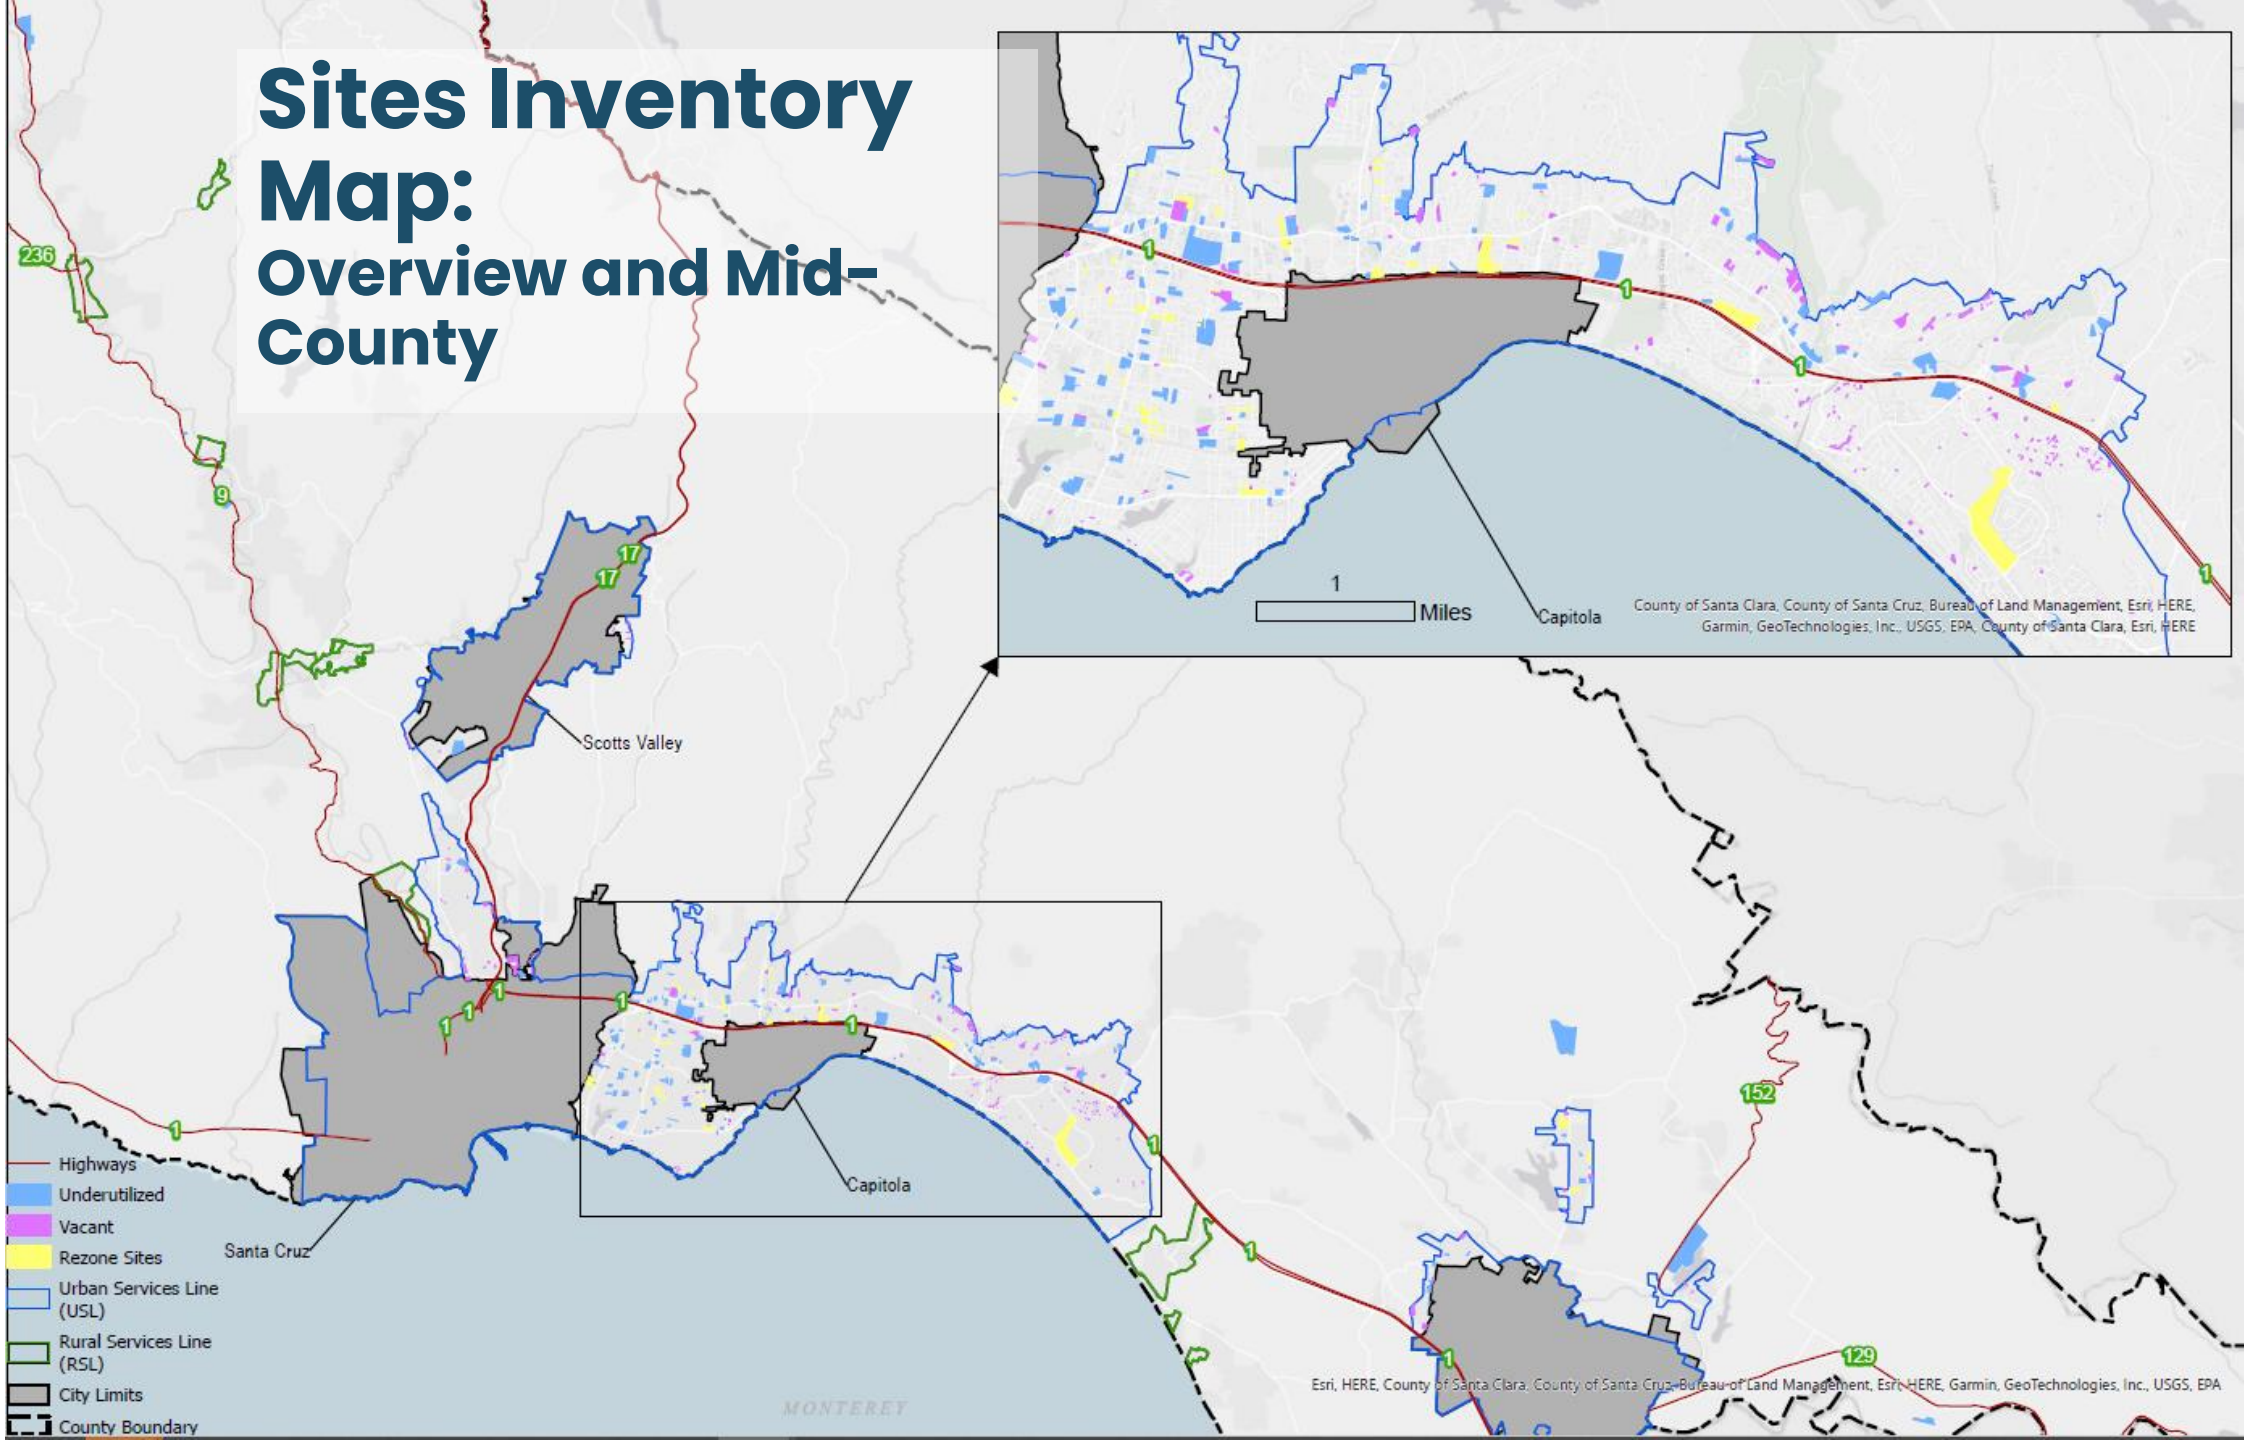 Sites Inventory
Map:
Overview and Mid-
County
236
9
17
17
Scotts Valley
1
1
1
1
1
1
1
1
Miles
Capitola
County of Santa Clara, County of Santa Cruz, Bureau of Land Management, Esri, HERE,
Garmin, GeoTechnologies, Inc., USGS, EPA, County of Santa Clara, Esri, HERE
1
1
1
1
1
1
Capitola
Santa Cruz
152
129
Highways
Underutilized
Vacant
Rezone Sites
Urban Services Line
(USL)
Rural Services Line
(RSL)
City Limits
County Boundary
MONTEREY
Esri, HERE, County of Santa Clara, County of Santa Cruz, Bureau of Land Management, Esri, HERE, Garmin, GeoTechnologies, Inc., USGS, EPA